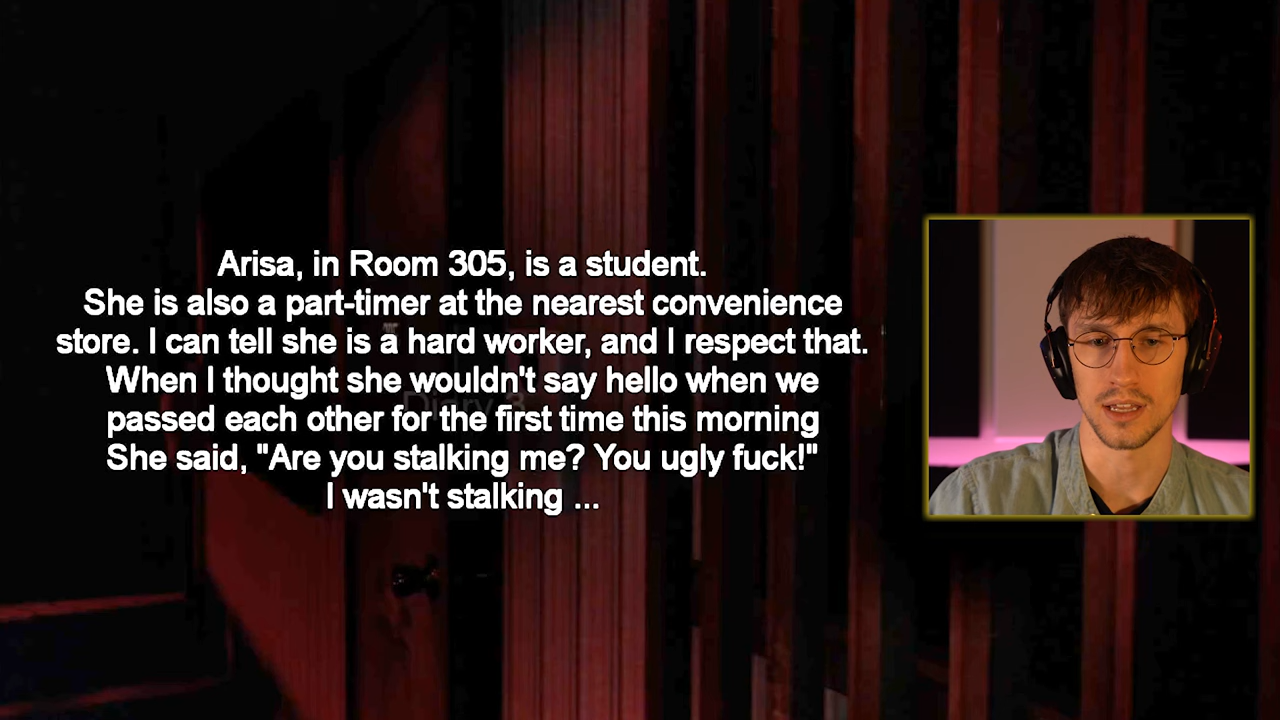 Arisa, in Room 305, is a student.
She is also a part-timer at the nearest convenience
store. I can tell she is a hard worker, and I respect that.
When I thought she wouldn't say hello when we
passed each other for the first time this morning
She said, "Are you stalking me? You ugly fuck!"
I wasn't stalking ...
Diary 3